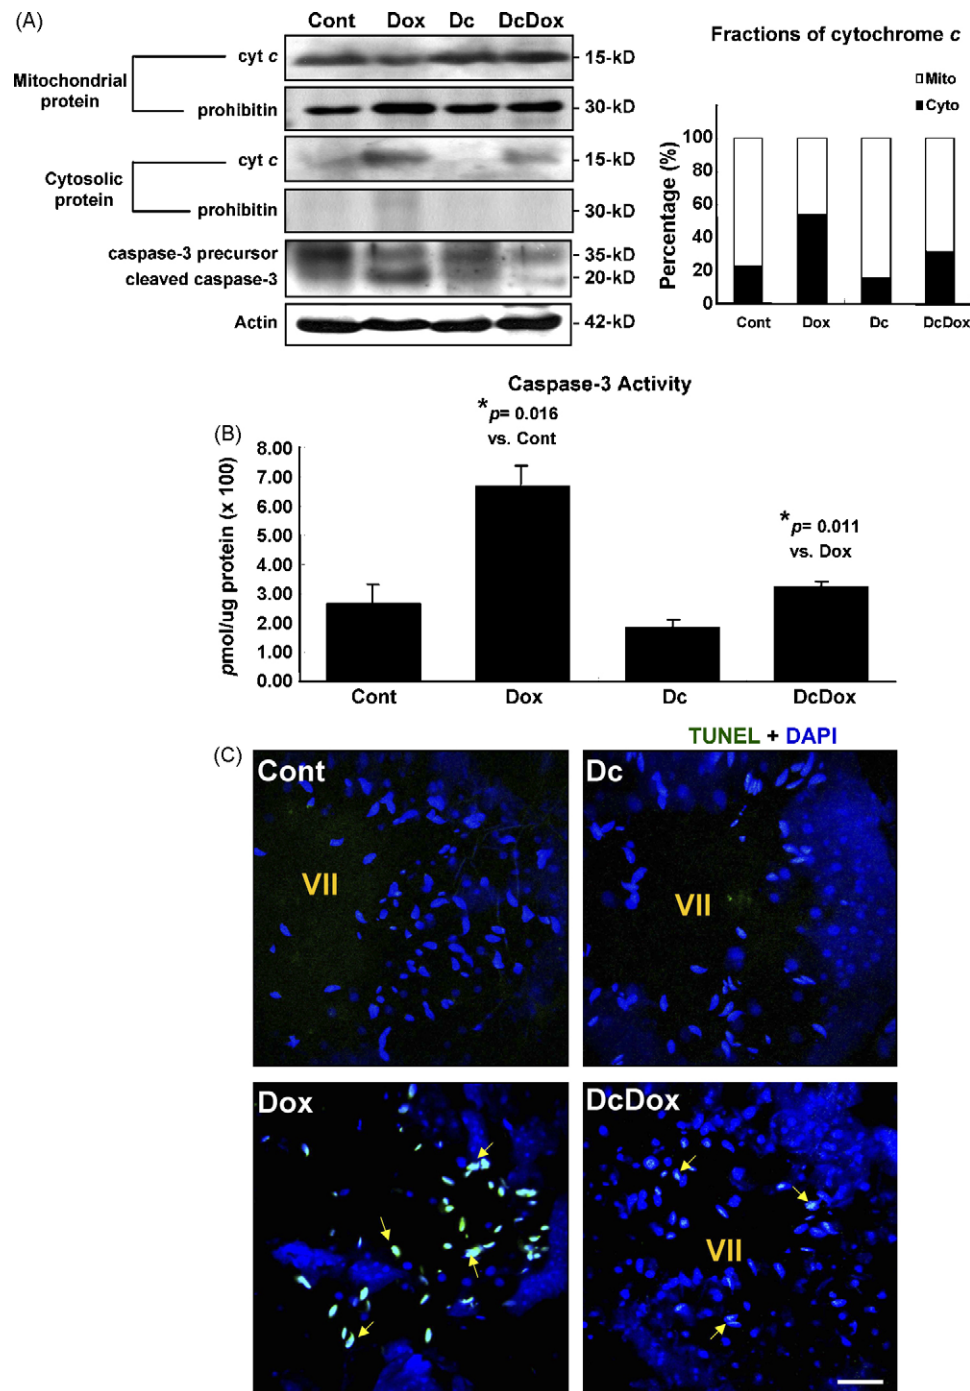 (A)
Cont Dox Dc DcDox
Mitochondrial protein
cyt c
15-kD
prohibitin
30-kD
Cytosolic protein
cyt c
15-kD
prohibitin
30-kD
caspase-3 precursor
35-kD
cleaved caspase-3
20-kD
Actin
42-kD
Fractions of cytochrome c
Mito
Cyto
Percentage (%)
100
80
60
40
20
0
Cont Dox Dc DcDox
(B)
Caspase-3 Activity
pmol/ug protein (x 100)
8.00
7.00
6.00
5.00
4.00
3.00
2.00
1.00
0.00
* p= 0.016
vs. Cont
* p= 0.011
vs. Dox
Cont Dox Dc DcDox
(C)
TUNEL + DAPI
Cont
VII
Dc
VII
Dox
DcDox
VII